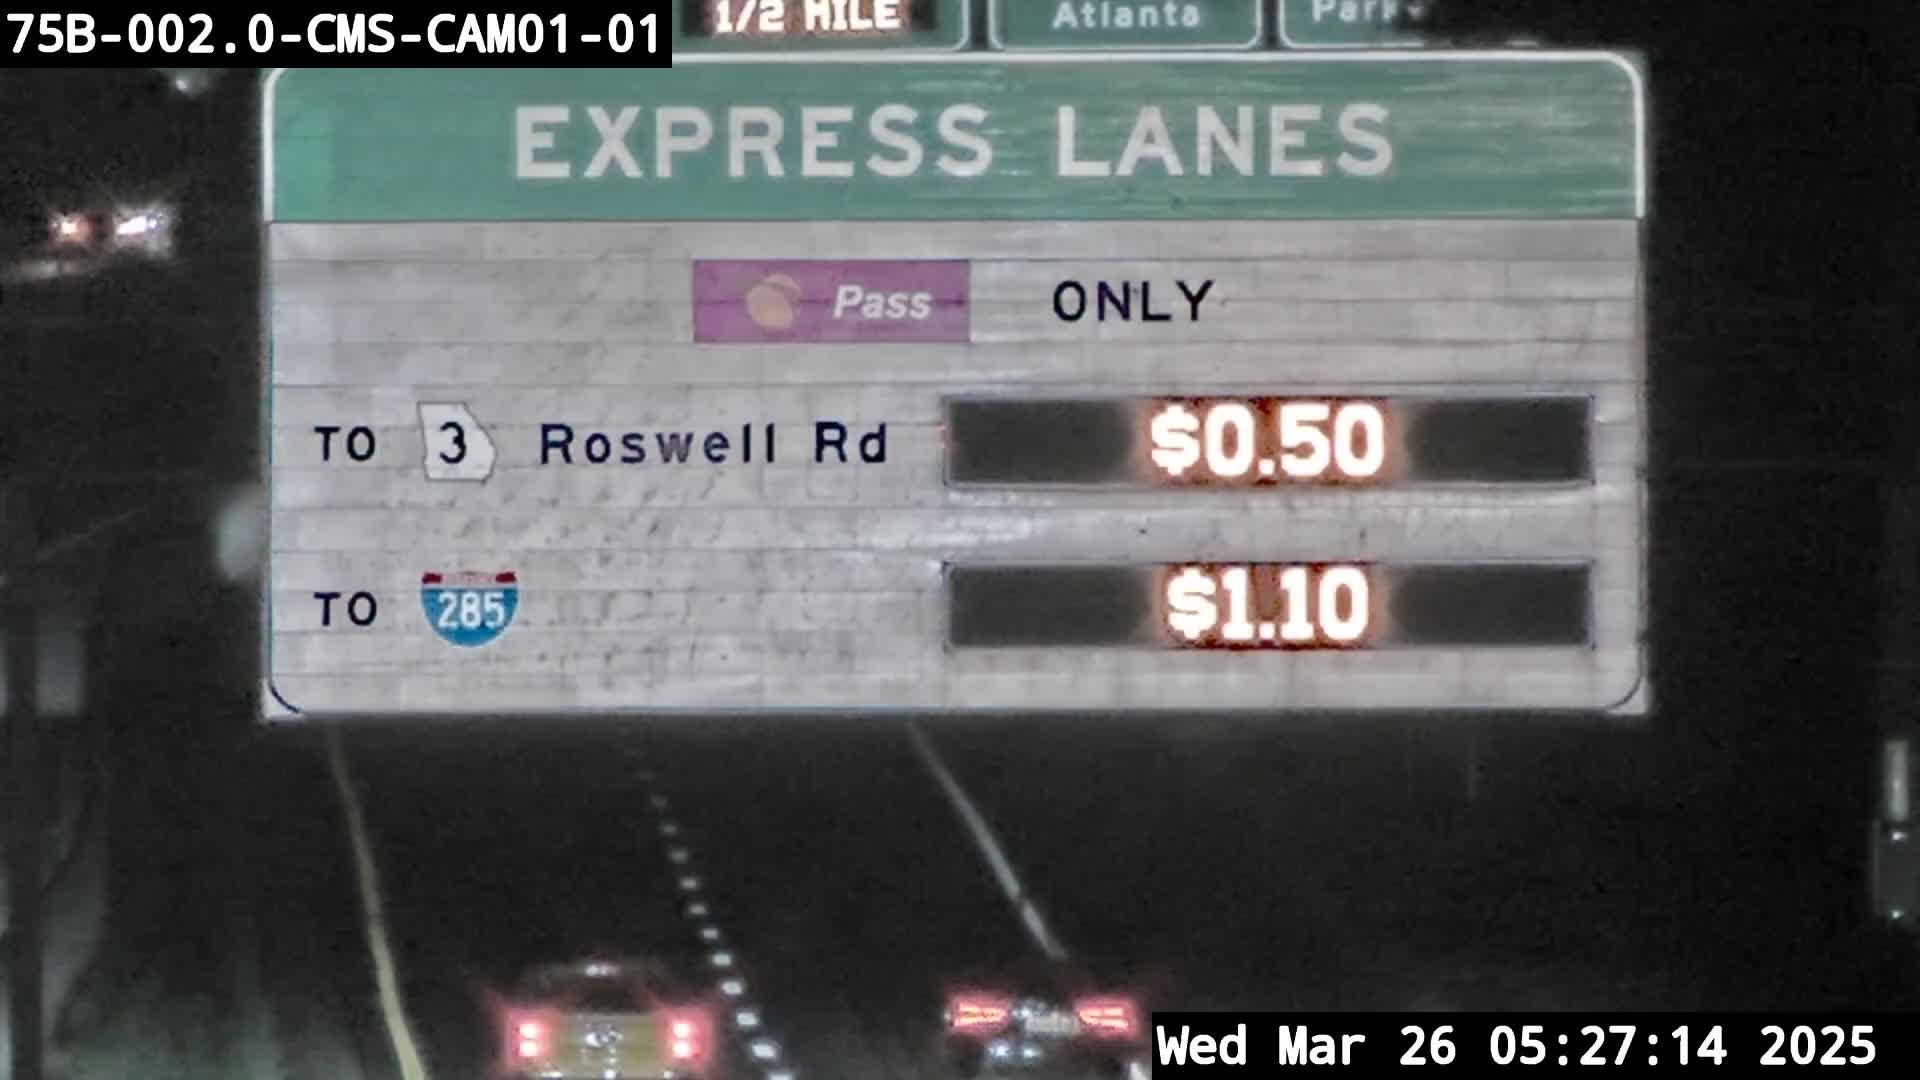 75B-002.0-CMS-CAM01-01
1/2 MILE
Atlanta
EXPRESS LANES
Pass ONLY
TO 3 Roswell Rd $0.50
TO 285 $1.10
Wed Mar 26 05:27:14 2025